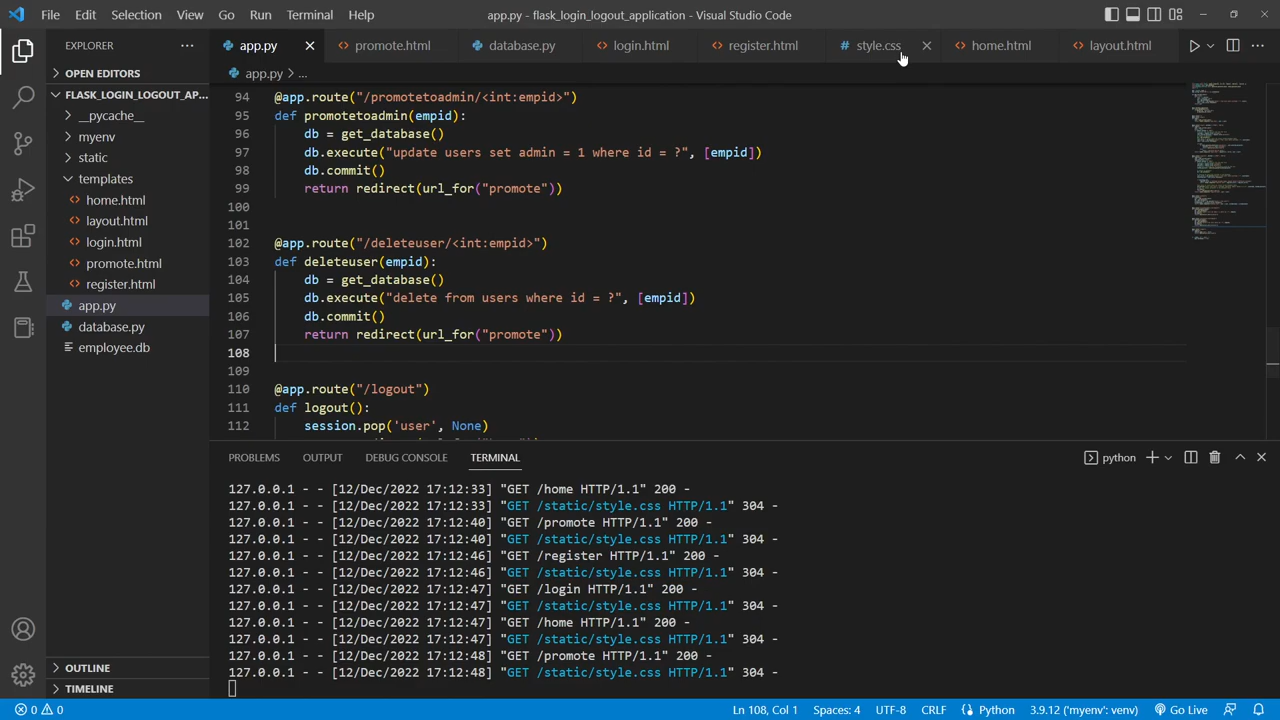 File Edit Selection View Go Run Terminal Help app.py - flask_login_logout_application - Visual Studio Code
EXPLORER
app.py promote.html database.py login.html register.html style.css home.html layout.html
OPEN EDITORS
app.py > ...
FLASK_LOGIN_LOGOUT_AP...
__pycache__
myenv
static
templates
home.html
layout.html
login.html
promote.html
register.html
app.py
database.py
employee.db
94 @app.route("/promotetoadmin/<int:empid>")
95 def promotetoadmin(empid):
96 db = get_database()
97 db.execute("update users set admin = 1 where id = ?", [empid])
98 db.commit()
99 return redirect(url_for("promote"))
100
101
102 @app.route("/deleteuser/<int:empid>")
103 def deleteuser(empid):
104 db = get_database()
105 db.execute("delete from users where id = ?", [empid])
106 db.commit()
107 return redirect(url_for("promote"))
108
109
110 @app.route("/logout")
111 def logout():
112 session.pop('user', None)
PROBLEMS OUTPUT DEBUG CONSOLE TERMINAL python
127.0.0.1 - - [12/Dec/2022 17:12:33] "GET /home HTTP/1.1" 200 -
127.0.0.1 - - [12/Dec/2022 17:12:33] "GET /static/style.css HTTP/1.1" 304 -
127.0.0.1 - - [12/Dec/2022 17:12:40] "GET /promote HTTP/1.1" 200 -
127.0.0.1 - - [12/Dec/2022 17:12:40] "GET /static/style.css HTTP/1.1" 304 -
127.0.0.1 - - [12/Dec/2022 17:12:46] "GET /register HTTP/1.1" 200 -
127.0.0.1 - - [12/Dec/2022 17:12:46] "GET /static/style.css HTTP/1.1" 304 -
127.0.0.1 - - [12/Dec/2022 17:12:47] "GET /login HTTP/1.1" 200 -
127.0.0.1 - - [12/Dec/2022 17:12:47] "GET /static/style.css HTTP/1.1" 304 -
127.0.0.1 - - [12/Dec/2022 17:12:47] "GET /home HTTP/1.1" 200 -
127.0.0.1 - - [12/Dec/2022 17:12:47] "GET /static/style.css HTTP/1.1" 304 -
127.0.0.1 - - [12/Dec/2022 17:12:48] "GET /promote HTTP/1.1" 200 -
127.0.0.1 - - [12/Dec/2022 17:12:48] "GET /static/style.css HTTP/1.1" 304 -
OUTLINE
TIMELINE
0 0 Ln 108, Col 1 Spaces: 4 UTF-8 CRLF Python 3.9.12 ('myenv': venv) Go Live